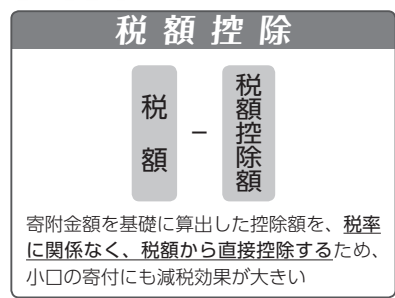 税額控除
税額 － 税額控除額
寄附金額を基礎に算出した控除額を、税率
に関係なく、税額から直接控除するため、
小口の寄付にも減税効果が大きい